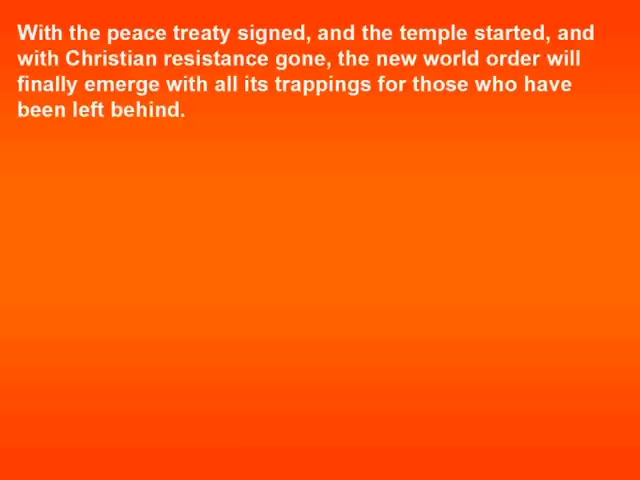 With the peace treaty signed, and the temple started, and
with Christian resistance gone, the new world order will
finally emerge with all its trappings for those who have
been left behind.